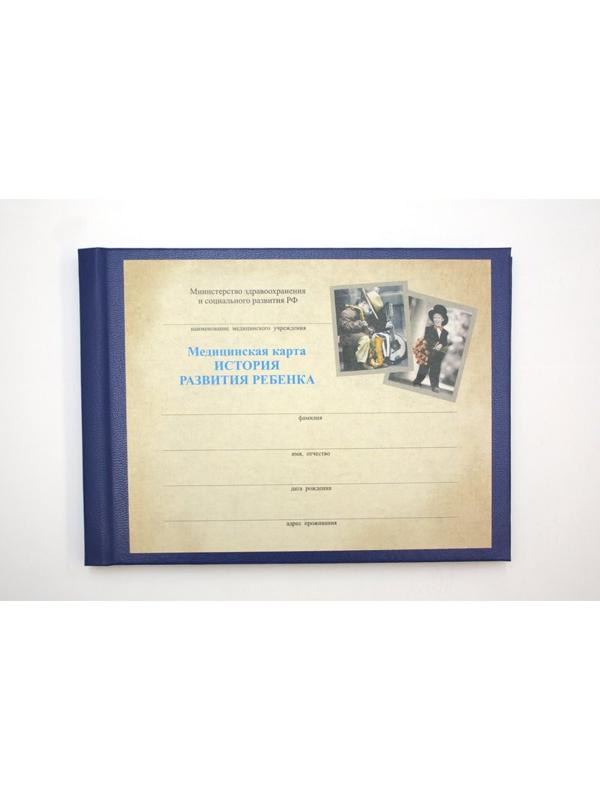 Министерство здравоохранения
и социального развития РФ
наименование медицинского учреждения
Медицинская карта
ИСТОРИЯ
РАЗВИТИЯ РЕБЕНКА
фамилия
имя, отчество
дата рождения
адрес проживания